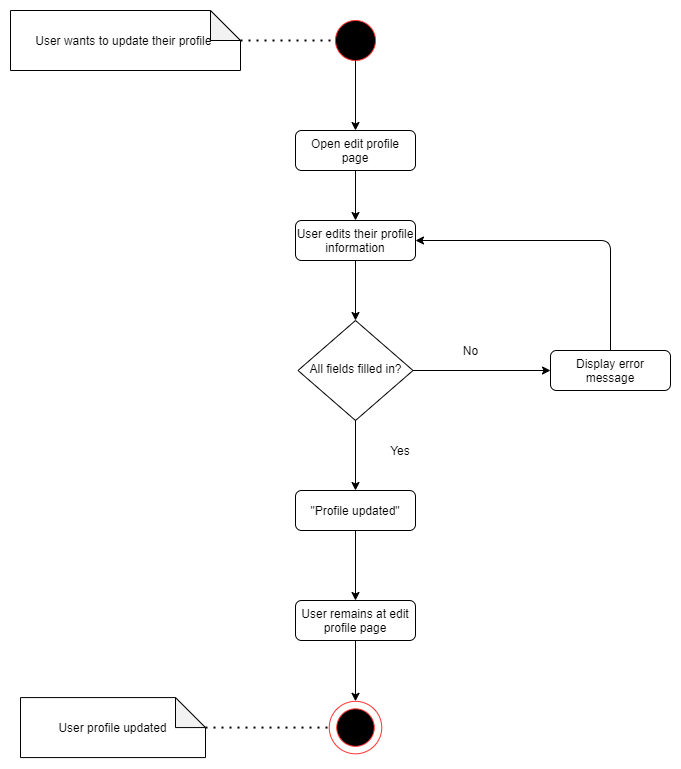 User wants to update their profile
Open edit profile
page
User edits their profile
information
All fields filled in?
No
Display error
message
Yes
"Profile updated"
User remains at edit
profile page
User profile updated